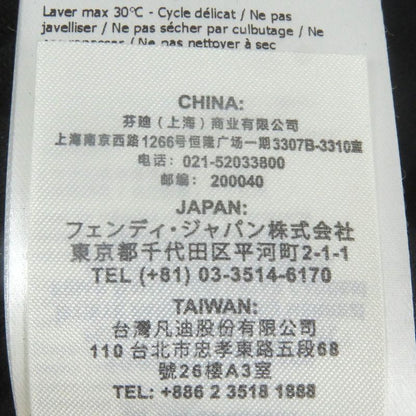 Laver max 30°C - Cycle délicat / Ne pas
javelliser / Ne pas sécher par culbutage / Ne
/ Ne pas nettoyer à sec
CHINA:
芬迪（上海）商业有限公司
上海南京西路1266号恒隆广场一期3307B-3310室
电话：021-52033800
邮编：200040
JAPAN:
フェンディ・ジャパン株式会社
東京都千代田区平河町2-1-1
TEL (+81) 03-3514-6170
TAIWAN:
台灣凡迪股份有限公司
110 台北市忠孝東路五段68
號26樓A3室
TEL: +886 2 3518 1888